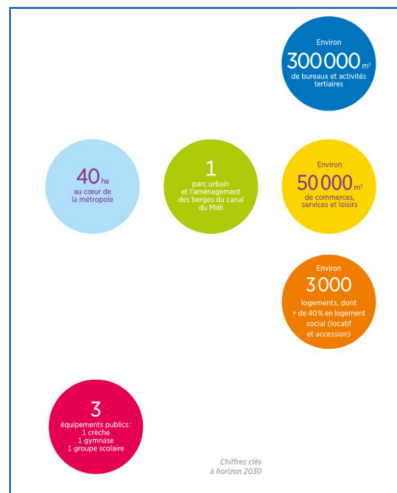 Environ
300 000 m²
de bureaux et activités
tertiaires
40 ha
au cœur de
la métropole
1
parc urbain
et l'aménagement
des berges du canal
du Midi
Environ
50 000 m²
de commerces,
services et loisirs
Environ
3 000
logements, dont
+ de 40 % en logement
social (locatif
et accession)
3
équipements publics :
1 crèche
1 gymnase
1 groupe scolaire
Chiffres clés
à horizon 2030